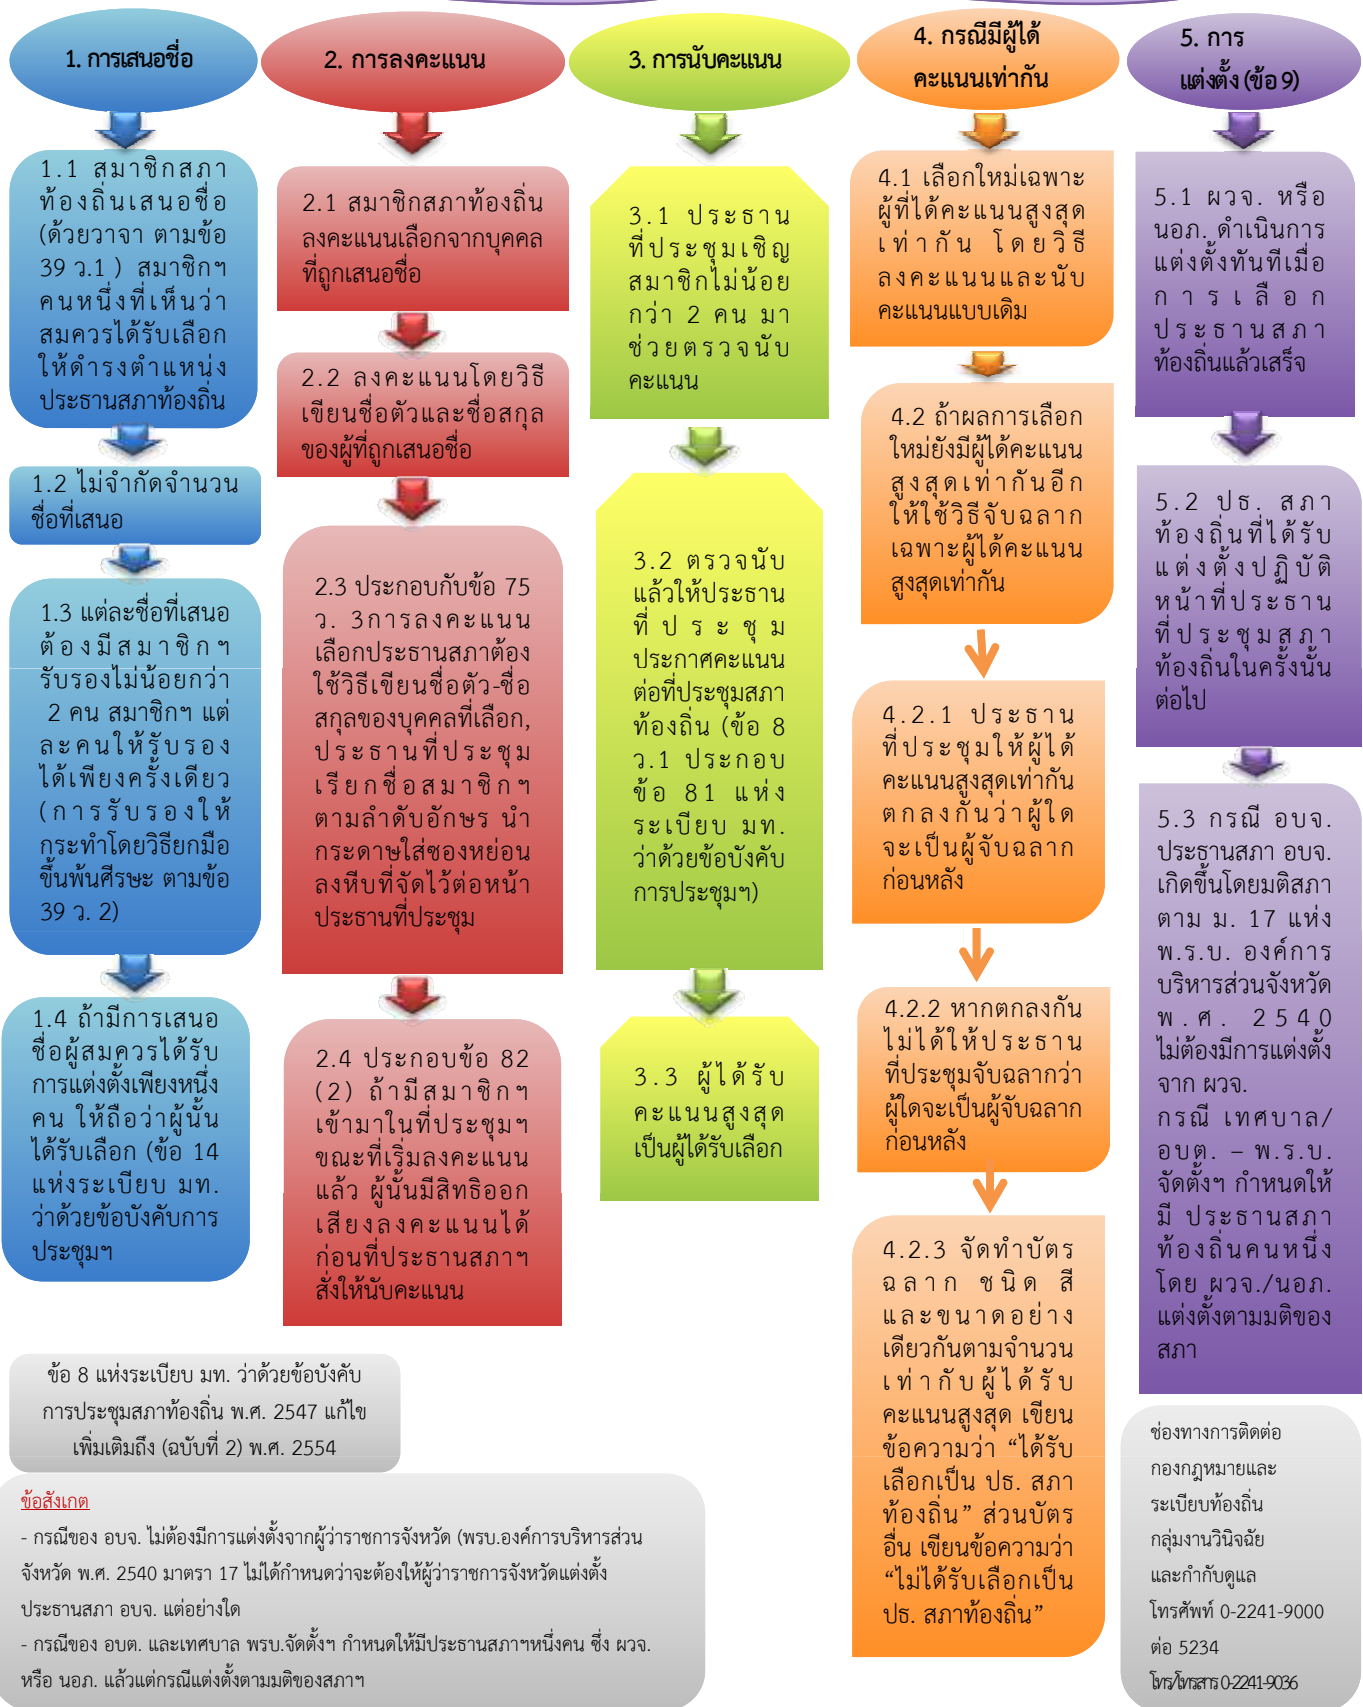 1. การเสนอชื่อ
1.1 สมาชิกสภา
ท้องถิ่นเสนอชื่อ
(ด้วยวาจา ตามข้อ
39 ว.1 ) สมาชิกฯ
คนหนึ่งที่เห็นว่า
สมควรได้รับเลือก
ให้ดำรงตำแหน่ง
ประธานสภาท้องถิ่น
1.2 ไม่จำกัดจำนวน
ชื่อที่เสนอ
1.3 แต่ละชื่อที่เสนอ
ต้องมีสมาชิกฯ
รับรองไม่น้อยกว่า
2 คน สมาชิกฯ แต่
ละคนให้รับรอง
ได้เพียงครั้งเดียว
(การรับรองให้
กระทำโดยวิธียกมือ
ขึ้นพ้นศีรษะ ตามข้อ
39 ว. 2)
1.4 ถ้ามีการเสนอ
ชื่อผู้สมควรได้รับ
การแต่งตั้งเพียงหนึ่ง
คน ให้ถือว่าผู้นั้น
ได้รับเลือก (ข้อ 14
แห่งระเบียบ มท.
ว่าด้วยข้อบังคับการ
ประชุมฯ
2. การลงคะแนน
2.1 สมาชิกสภาท้องถิ่น
ลงคะแนนเลือกจากบุคคล
ที่ถูกเสนอชื่อ
2.2 ลงคะแนนโดยวิธี
เขียนชื่อตัวและชื่อสกุล
ของผู้ที่ถูกเสนอชื่อ
2.3 ประกอบกับข้อ 75
ว. 3การลงคะแนน
เลือกประธานสภาต้อง
ใช้วิธีเขียนชื่อตัว-ชื่อ
สกุลของบุคคลที่เลือก,
ประธานที่ประชุม
เรียกชื่อสมาชิกฯ
ตามลำดับอักษร นำ
กระดาษใส่ซองหย่อน
ลงหีบที่จัดไว้ต่อหน้า
ประธานที่ประชุม
2.4 ประกอบข้อ 82
(2) ถ้ามีสมาชิกฯ
เข้ามาในที่ประชุมฯ
ขณะที่เริ่มลงคะแนน
แล้ว ผู้นั้นมีสิทธิออก
เสียงลงคะแนนได้
ก่อนที่ประธานสภาฯ
สั่งให้นับคะแนน
3. การนับคะแนน
3.1 ประธาน
ที่ประชุมเชิญ
สมาชิกไม่น้อย
กว่า 2 คน มา
ช่วยตรวจนับ
คะแนน
3.2 ตรวจนับ
แล้วให้ประธาน
ที่ประชุม
ประกาศคะแนน
ต่อที่ประชุมสภา
ท้องถิ่น (ข้อ 8
ว.1 ประกอบ
ข้อ 81 แห่ง
ระเบียบ มท.
ว่าด้วยข้อบังคับ
การประชุมฯ)
3.3 ผู้ได้รับ
คะแนนสูงสุด
เป็นผู้ได้รับเลือก
4. กรณีมีผู้ได้
คะแนนเท่ากัน
4.1 เลือกใหม่เฉพาะ
ผู้ที่ได้คะแนนสูงสุด
เท่ากัน โดยวิธี
ลงคะแนนและนับ
คะแนนแบบเดิม
4.2 ถ้าผลการเลือก
ใหม่ยังมีผู้ได้คะแนน
สูงสุดเท่ากันอีก
ให้ใช้วิธีจับฉลาก
เฉพาะผู้ได้คะแนน
สูงสุดเท่ากัน
4.2.1 ประธาน
ที่ประชุมให้ผู้ได้
คะแนนสูงสุดเท่ากัน
ตกลงกันว่าผู้ใด
จะเป็นผู้จับฉลาก
ก่อนหลัง
4.2.2 หากตกลงกัน
ไม่ได้ให้ประธาน
ที่ประชุมจับฉลากว่า
ผู้ใดจะเป็นผู้จับฉลาก
ก่อนหลัง
4.2.3 จัดทำบัตร
ฉลาก ชนิด สี
และขนาดอย่าง
เดียวกันตามจำนวน
เท่ากับผู้ได้รับ
คะแนนสูงสุด เขียน
ข้อความว่า “ได้รับ
เลือกเป็น ปธ. สภา
ท้องถิ่น” ส่วนบัตร
อื่น เขียนข้อความว่า
“ไม่ได้รับเลือกเป็น
ปธ. สภาท้องถิ่น”
5. การ
แต่งตั้ง (ข้อ 9)
5.1 ผวจ. หรือ
นอภ. ดำเนินการ
แต่งตั้งทันทีเมื่อ
การเลือก
ประธานสภา
ท้องถิ่นแล้วเสร็จ
5.2 ปธ. สภา
ท้องถิ่นที่ได้รับ
แต่งตั้งปฏิบัติ
หน้าที่ประธาน
ที่ประชุมสภา
ท้องถิ่นในครั้งนั้น
ต่อไป
5.3 กรณี อบจ.
ประธานสภา อบจ.
เกิดขึ้นโดยมติสภา
ตาม ม. 17 แห่ง
พ.ร.บ. องค์การ
บริหารส่วนจังหวัด
พ.ศ. 2540
ไม่ต้องมีการแต่งตั้ง
จาก ผวจ.
กรณี เทศบาล/
อบต. – พ.ร.บ.
จัดตั้งฯ กำหนดให้
มี ประธานสภา
ท้องถิ่นคนหนึ่ง
โดย ผวจ./นอภ.
แต่งตั้งตามมติของ
สภา
ข้อ 8 แห่งระเบียบ มท. ว่าด้วยข้อบังคับ
การประชุมสภาท้องถิ่น พ.ศ. 2547 แก้ไข
เพิ่มเติมถึง (ฉบับที่ 2) พ.ศ. 2554
ข้อสังเกต
- กรณีของ อบจ. ไม่ต้องมีการแต่งตั้งจากผู้ว่าราชการจังหวัด (พรบ.องค์การบริหารส่วน
จังหวัด พ.ศ. 2540 มาตรา 17 ไม่ได้กำหนดว่าจะต้องให้ผู้ว่าราชการจังหวัดแต่งตั้ง
ประธานสภา อบจ. แต่อย่างใด
- กรณีของ อบต. และเทศบาล พรบ.จัดตั้งฯ กำหนดให้มีประธานสภาฯหนึ่งคน ซึ่ง ผวจ.
หรือ นอภ. แล้วแต่กรณีแต่งตั้งตามมติของสภาฯ
ช่องทางการติดต่อ
กองกฎหมายและ
ระเบียบท้องถิ่น
กลุ่มงานวินิจฉัย
และกำกับดูแล
โทรศัพท์ 0-2241-9000
ต่อ 5234
โทร/โทรสาร 0-2241-9036